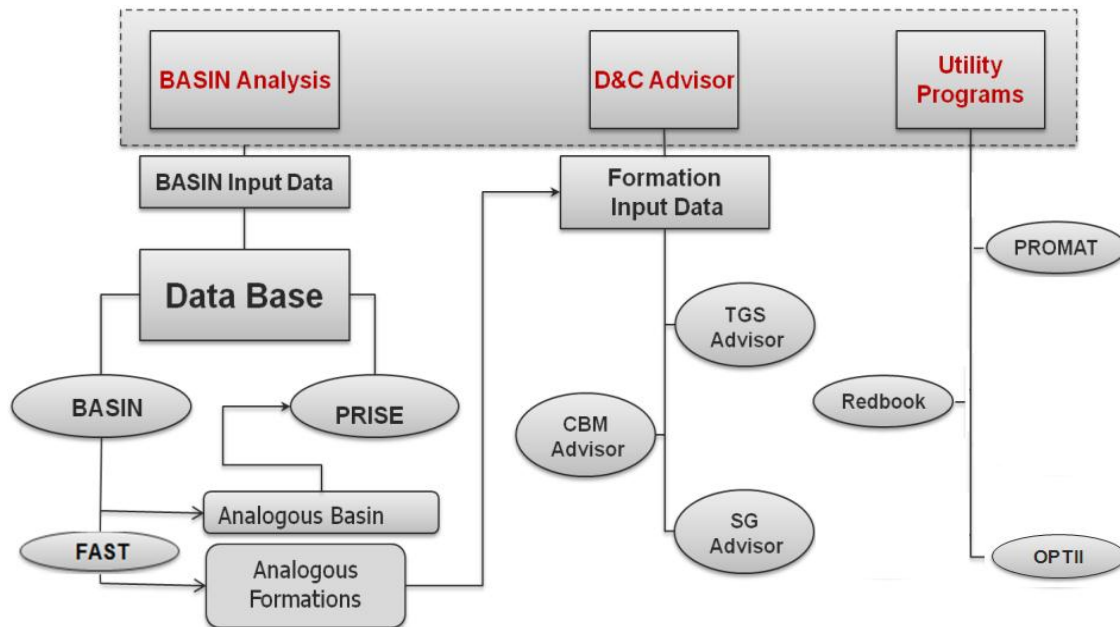 BASIN Analysis
D&C Advisor
Utility
Programs
BASIN Input Data
Formation
Input Data
Data Base
PROMAT
TGS
Advisor
BASIN
PRISE
Redbook
CBM
Advisor
Analogous Basin
SG
Advisor
FAST
Analogous
Formations
OPTII